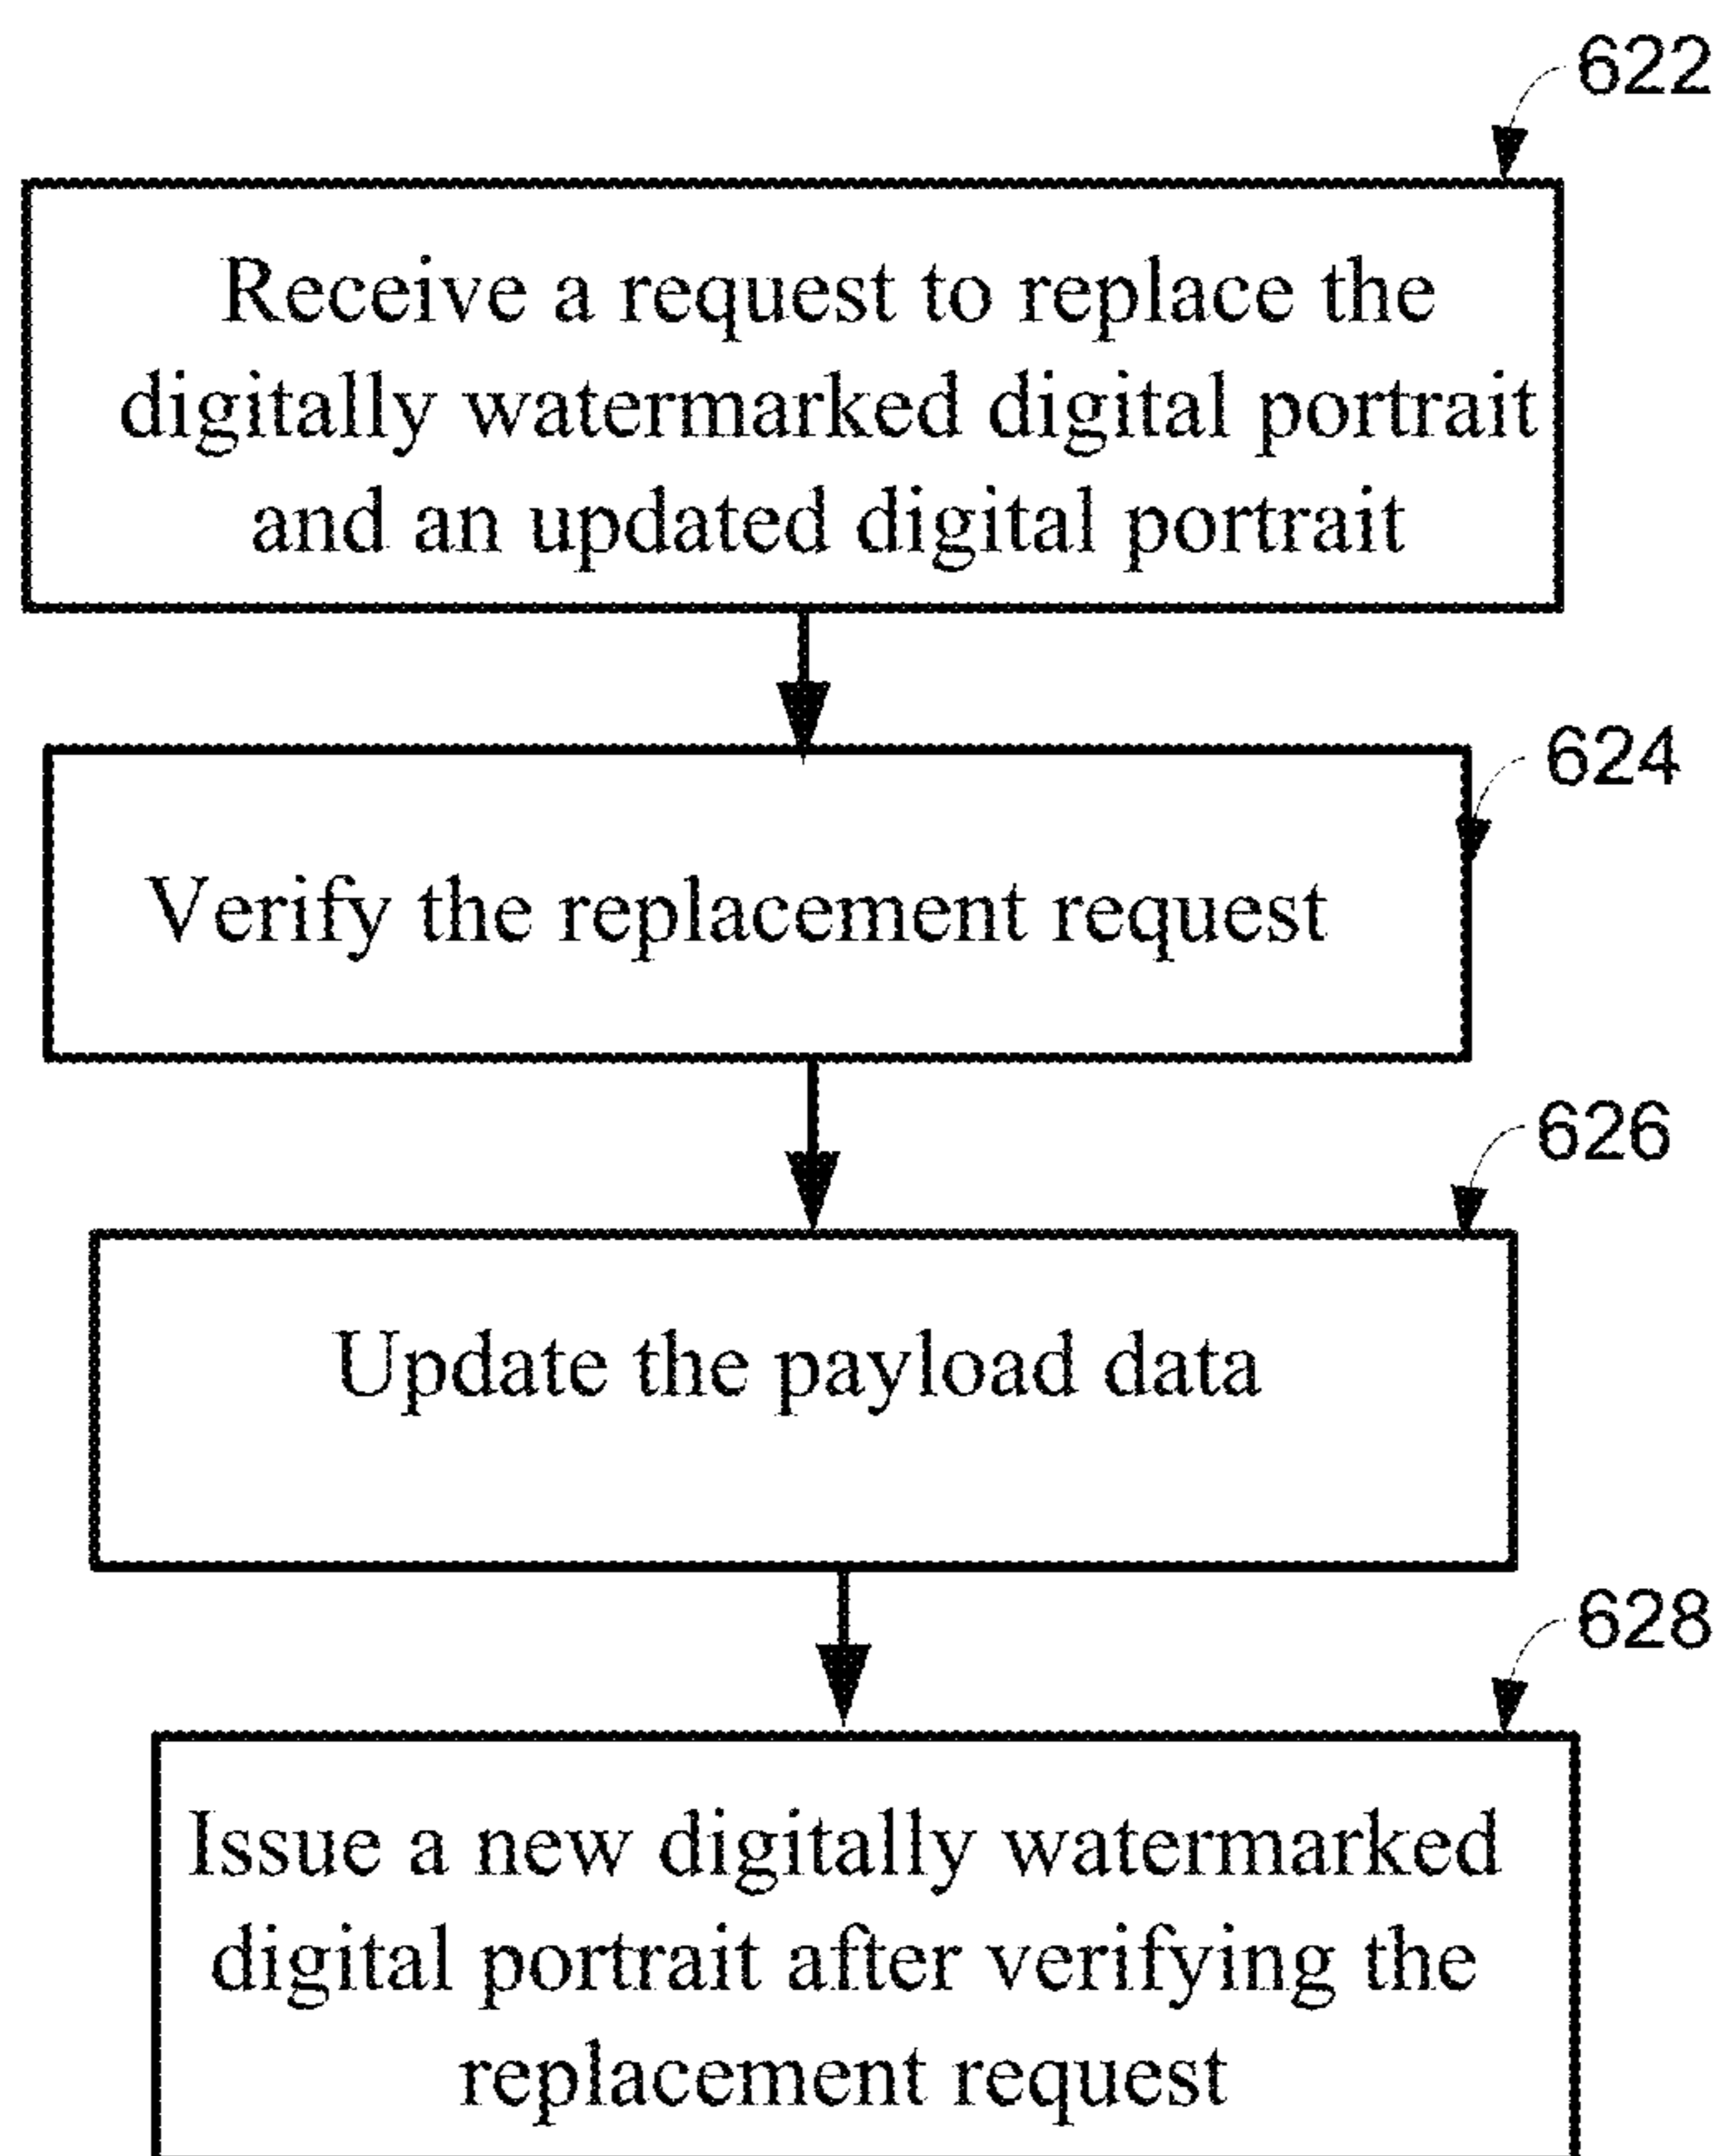 622
Receive a request to replace the
digitally watermarked digital portrait
and an updated digital portrait
624
Verify the replacement request
626
Update the payload data
628
Issue a new digitally watermarked
digital portrait after verifying the
replacement request